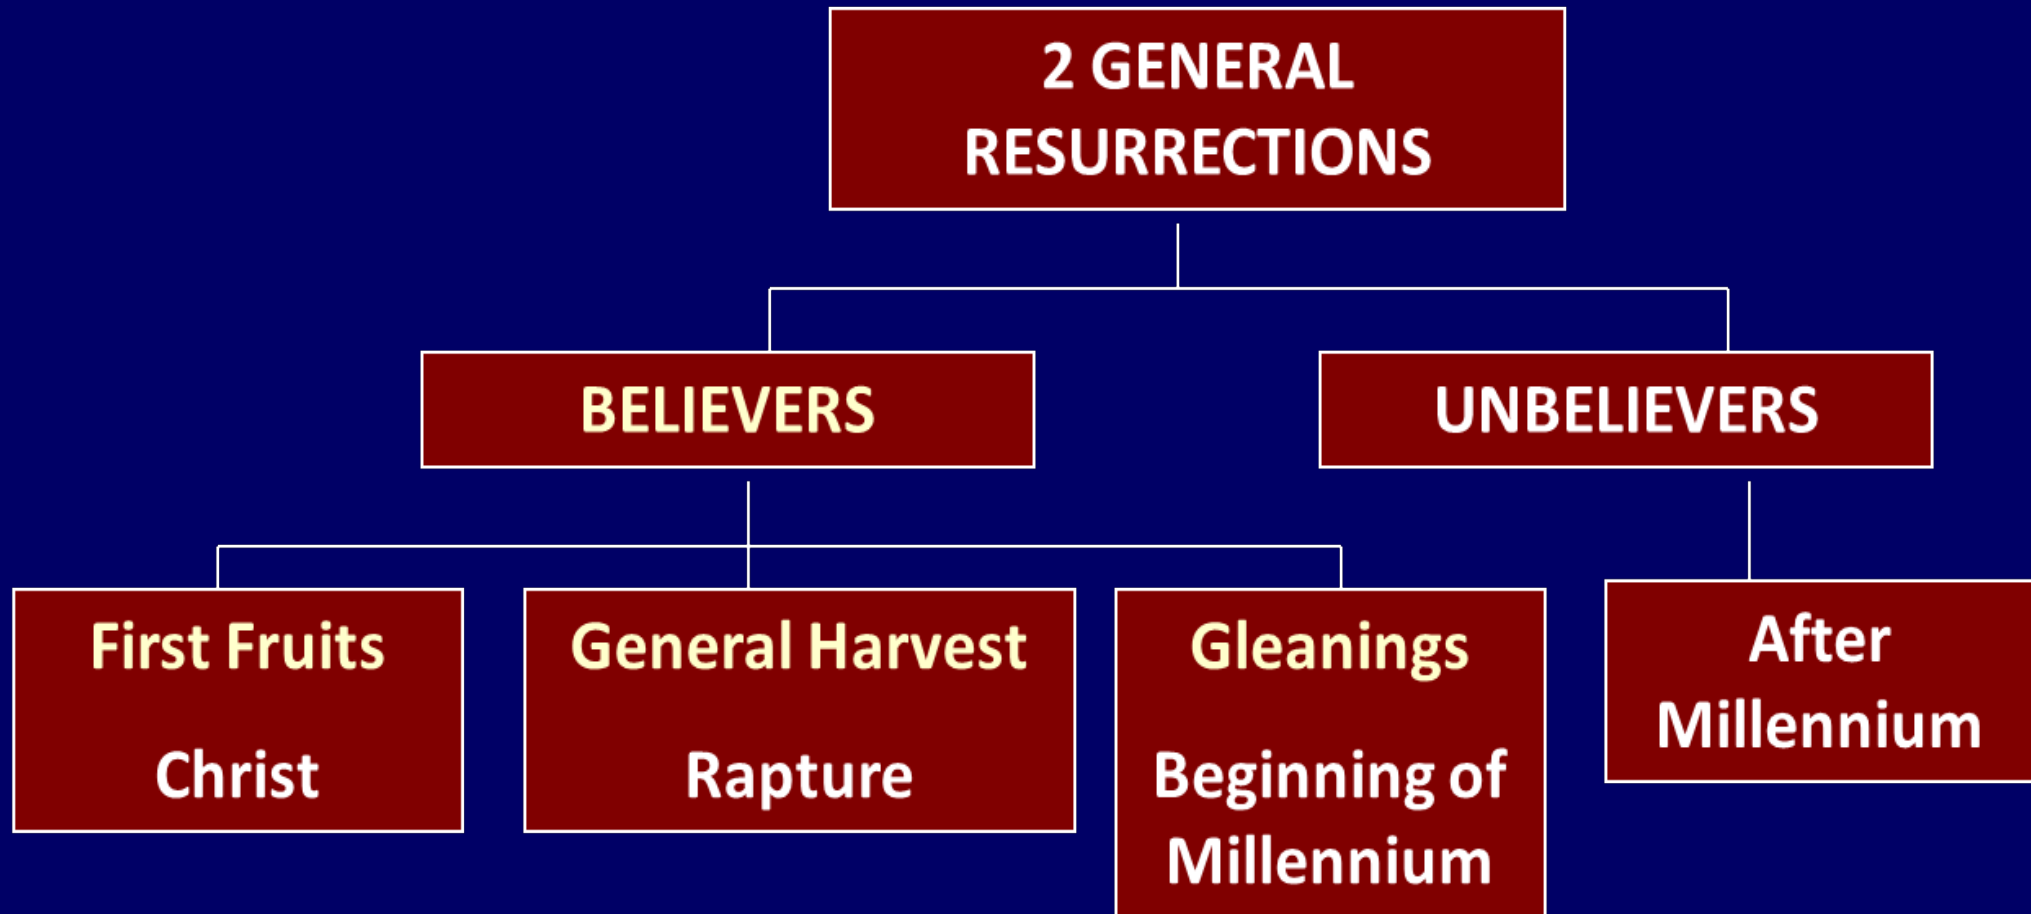 2 GENERAL
RESURRECTIONS
BELIEVERS
UNBELIEVERS
First Fruits
Christ
General Harvest
Rapture
Gleanings
Beginning of
Millennium
After
Millennium